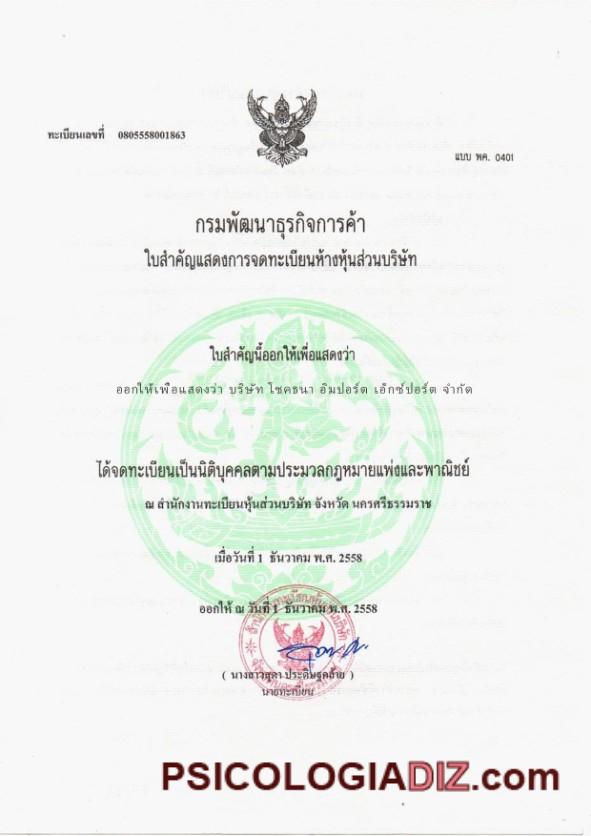 ทะเบียนเลขที่ 0805558001863
แบบ พค. 0401
กรมพัฒนาธุรกิจการค้า
ใบสำคัญแสดงการจดทะเบียนห้างหุ้นส่วนบริษัท
ใบสำคัญนี้ออกให้เพื่อแสดงว่า
ออกให้เพื่อแสดงว่า บริษัท โชคธนา อิมปอร์ต เอ็กซ์ปอร์ต จำกัด
ได้จดทะเบียนเป็นนิติบุคคลตามประมวลกฎหมายแพ่งและพาณิชย์
ณ สำนักงานทะเบียนหุ้นส่วนบริษัท จังหวัด นครศรีธรรมราช
เมื่อวันที่ 1 ธันวาคม พ.ศ. 2558
ออกให้ ณ วันที่ 1 ธันวาคม พ.ศ. 2558
( นางสาวสุดา ประดิษฐคล้าย )
นายทะเบียน
PSICOLOGIADIZ.com